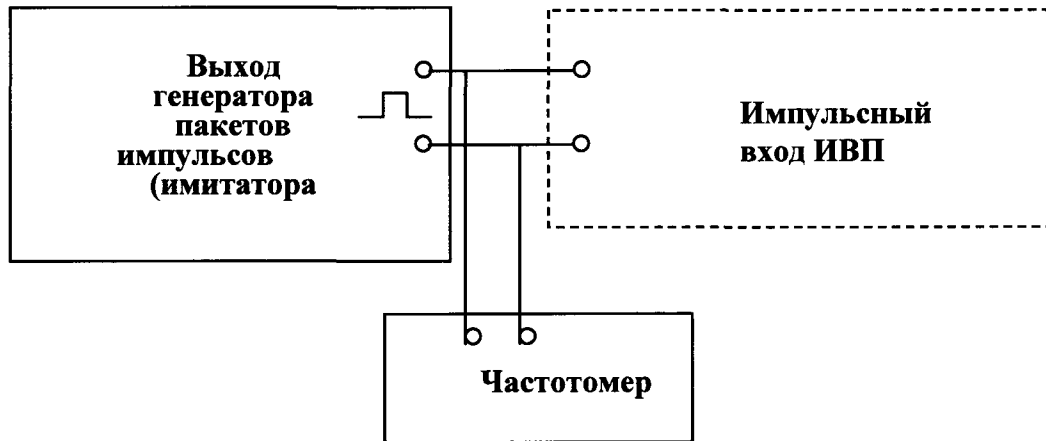 Выход
генератора
пакетов
импульсов
(имитатора
Импульсный
вход ИВП
Частотомер